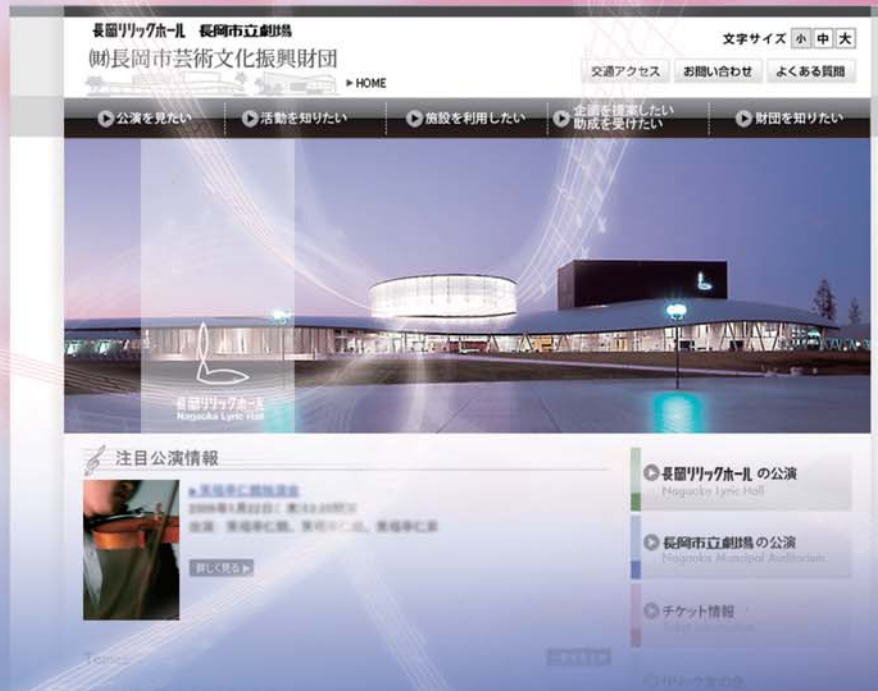 長岡リリックホール 長岡市立劇場
㈶長岡市芸術文化振興財団
▶HOME
文字サイズ 小 中 大
交通アクセス お問い合わせ よくある質問
公演を見たい
活動を知りたい
施設を利用したい
企画を提案したい
助成を受けたい
財団を知りたい
長岡リリックホール
Nagaoka Lyric Hall
注目公演情報
詳しく見る▶
長岡リリックホール の公演
Nagaoka Lyric Hall
長岡市立劇場 の公演
Nagaoka Municipal Auditorium
チケット情報
Ticket Information
Topics